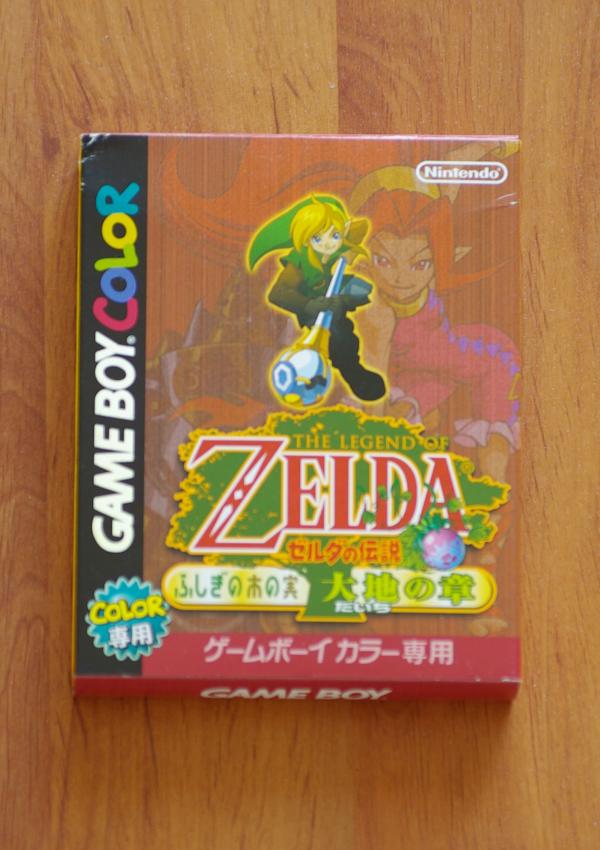 GAME BOY COLOR
Nintendo®
THE LEGEND OF
ZELDA®
ゼルダの伝説
ふしぎの木の実 大地の章
だいち
COLOR
専用
ゲームボーイ カラー専用
GAME BOY